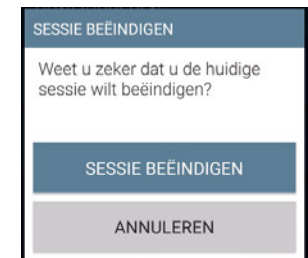 SESSIE BEËINDIGEN
Weet u zeker dat u de huidige
sessie wilt beëindigen?
SESSIE BEËINDIGEN
ANNULEREN